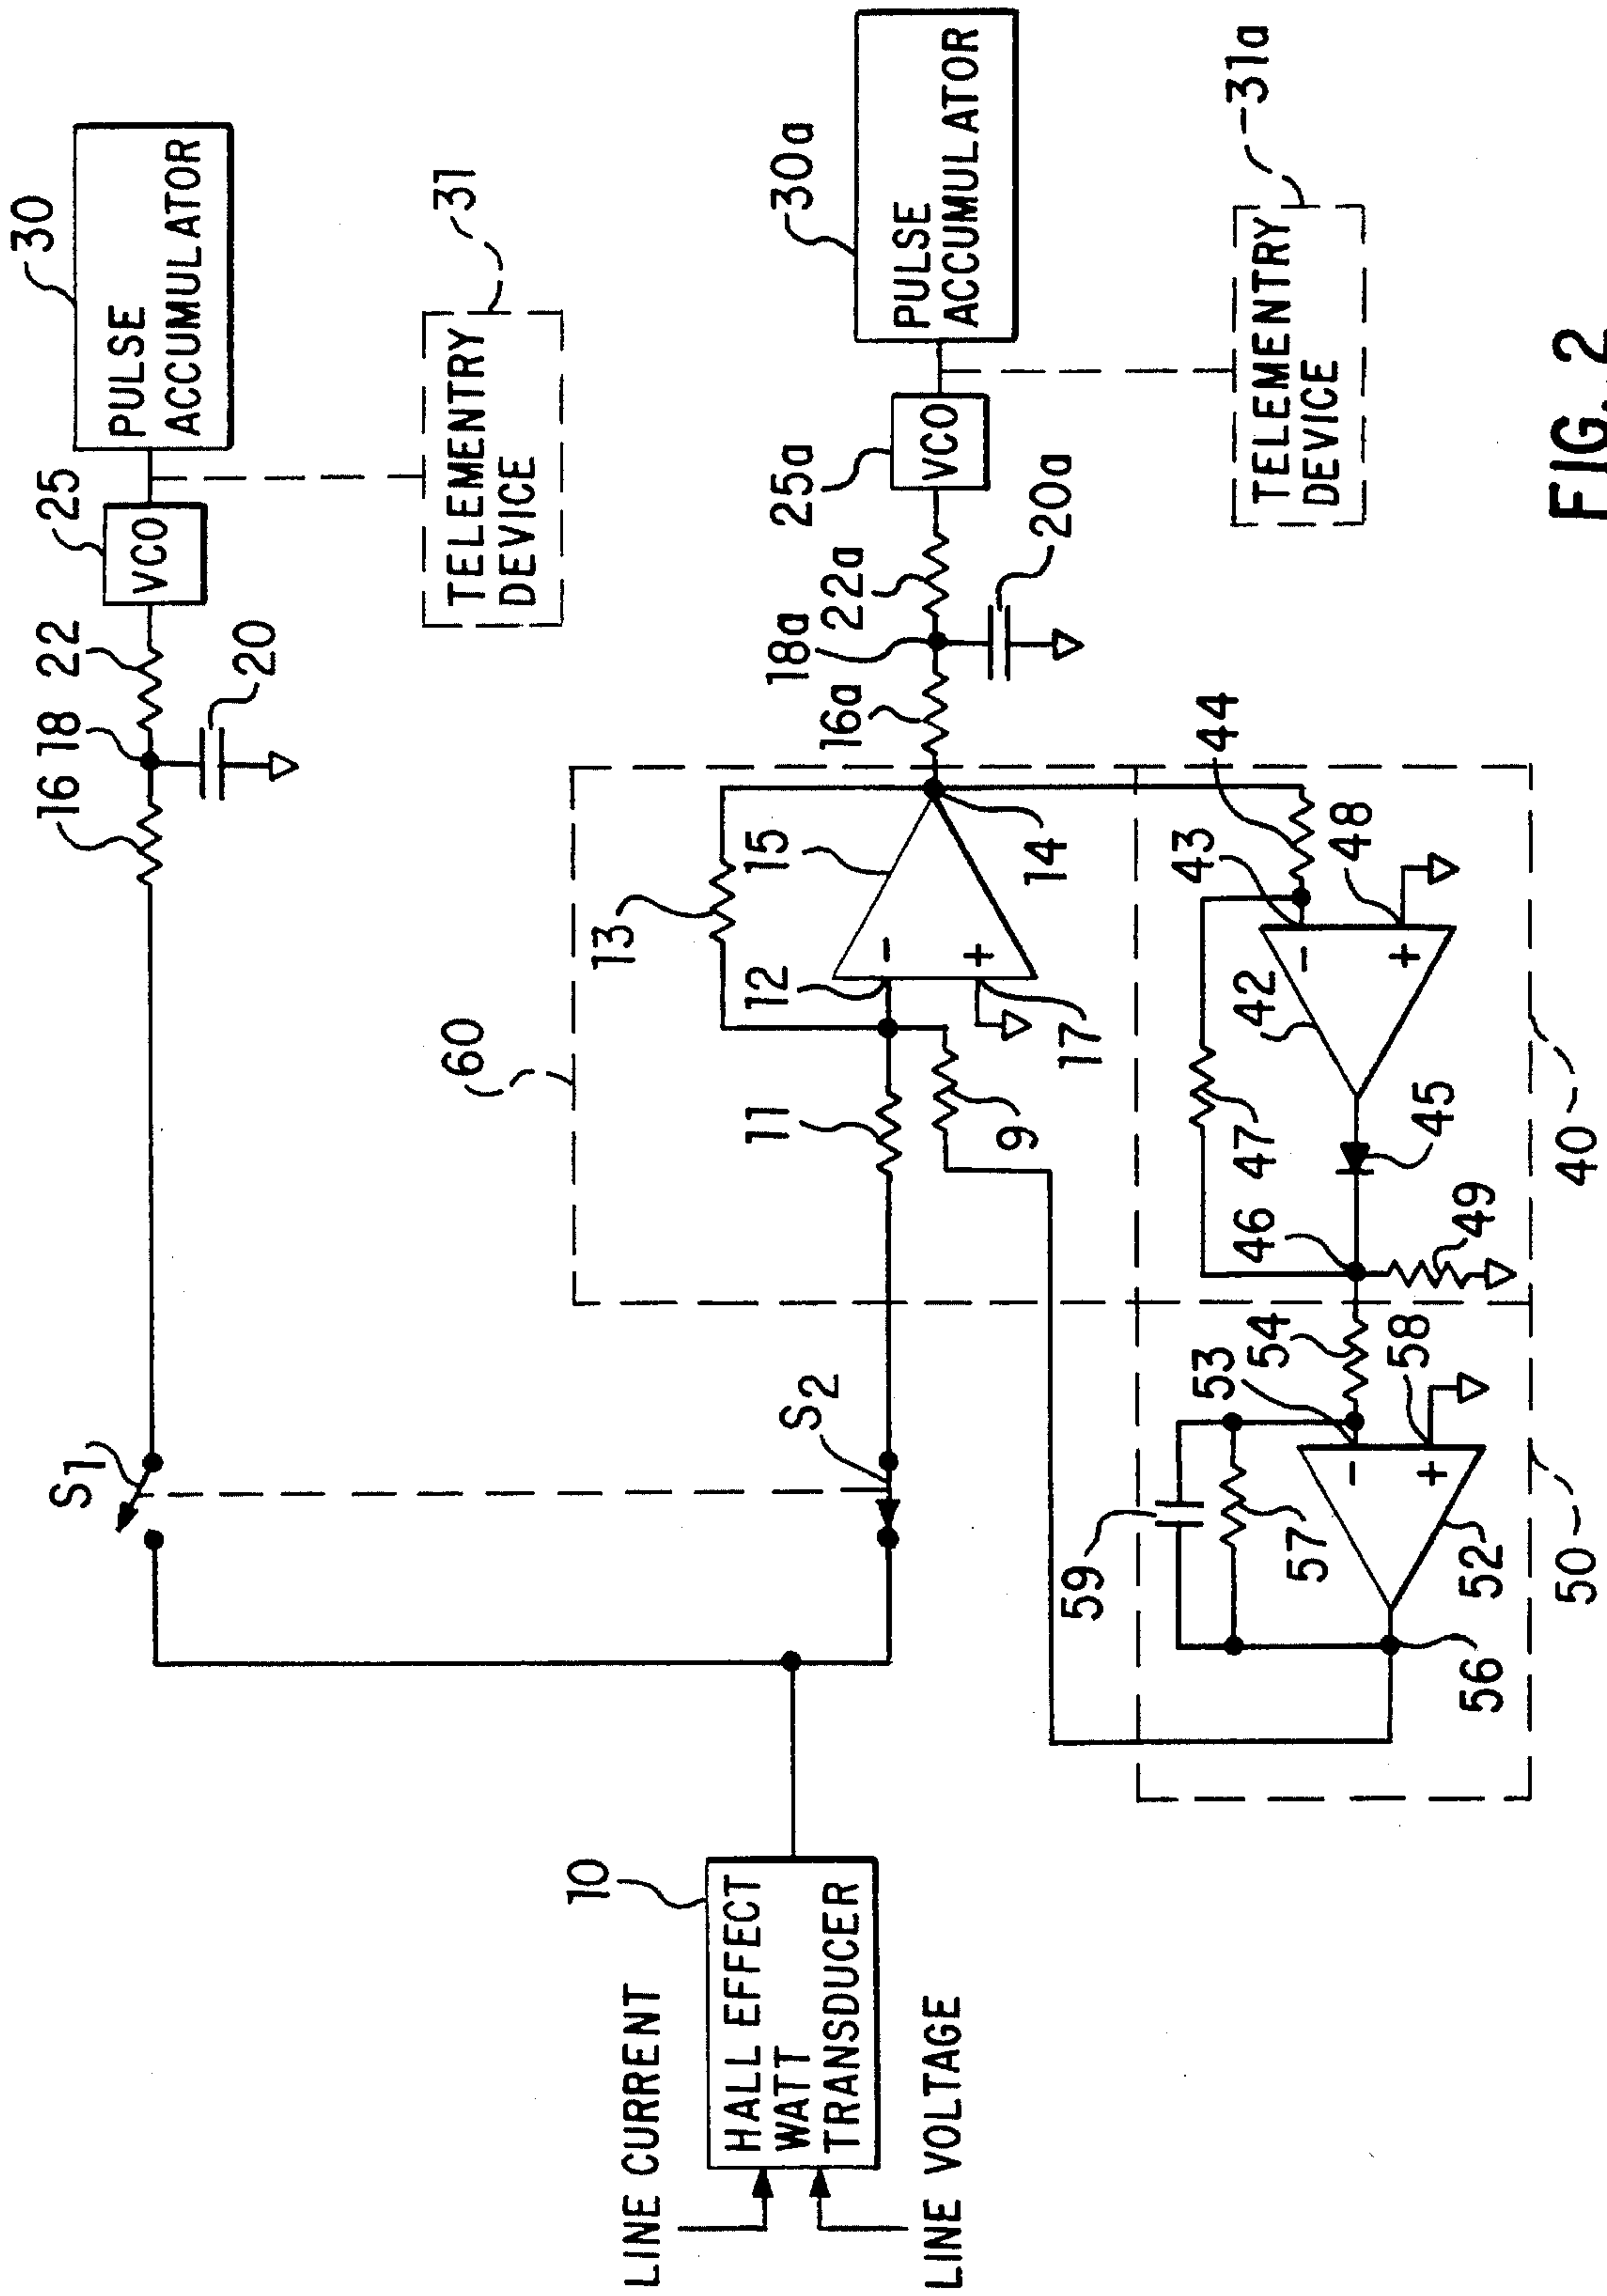 LINE CURRENT
LINE VOLTAGE
10
HALL EFFECT
WATT
TRANSDUCER
S1
S2
16
18
20
22
25
VCO
30
PULSE
ACCUMULATOR
31
TELEMENTRY
DEVICE
60
11
9
12
13
15
14
17
16a
18a
20a
22a
25a
VCO
30a
PULSE
ACCUMULATOR
31a
TELEMENTRY
DEVICE
-
+
59
57
53
54
58
52
56
50
-
+
46
47
49
45
42
43
44
48
40
-
+
FIG. 2